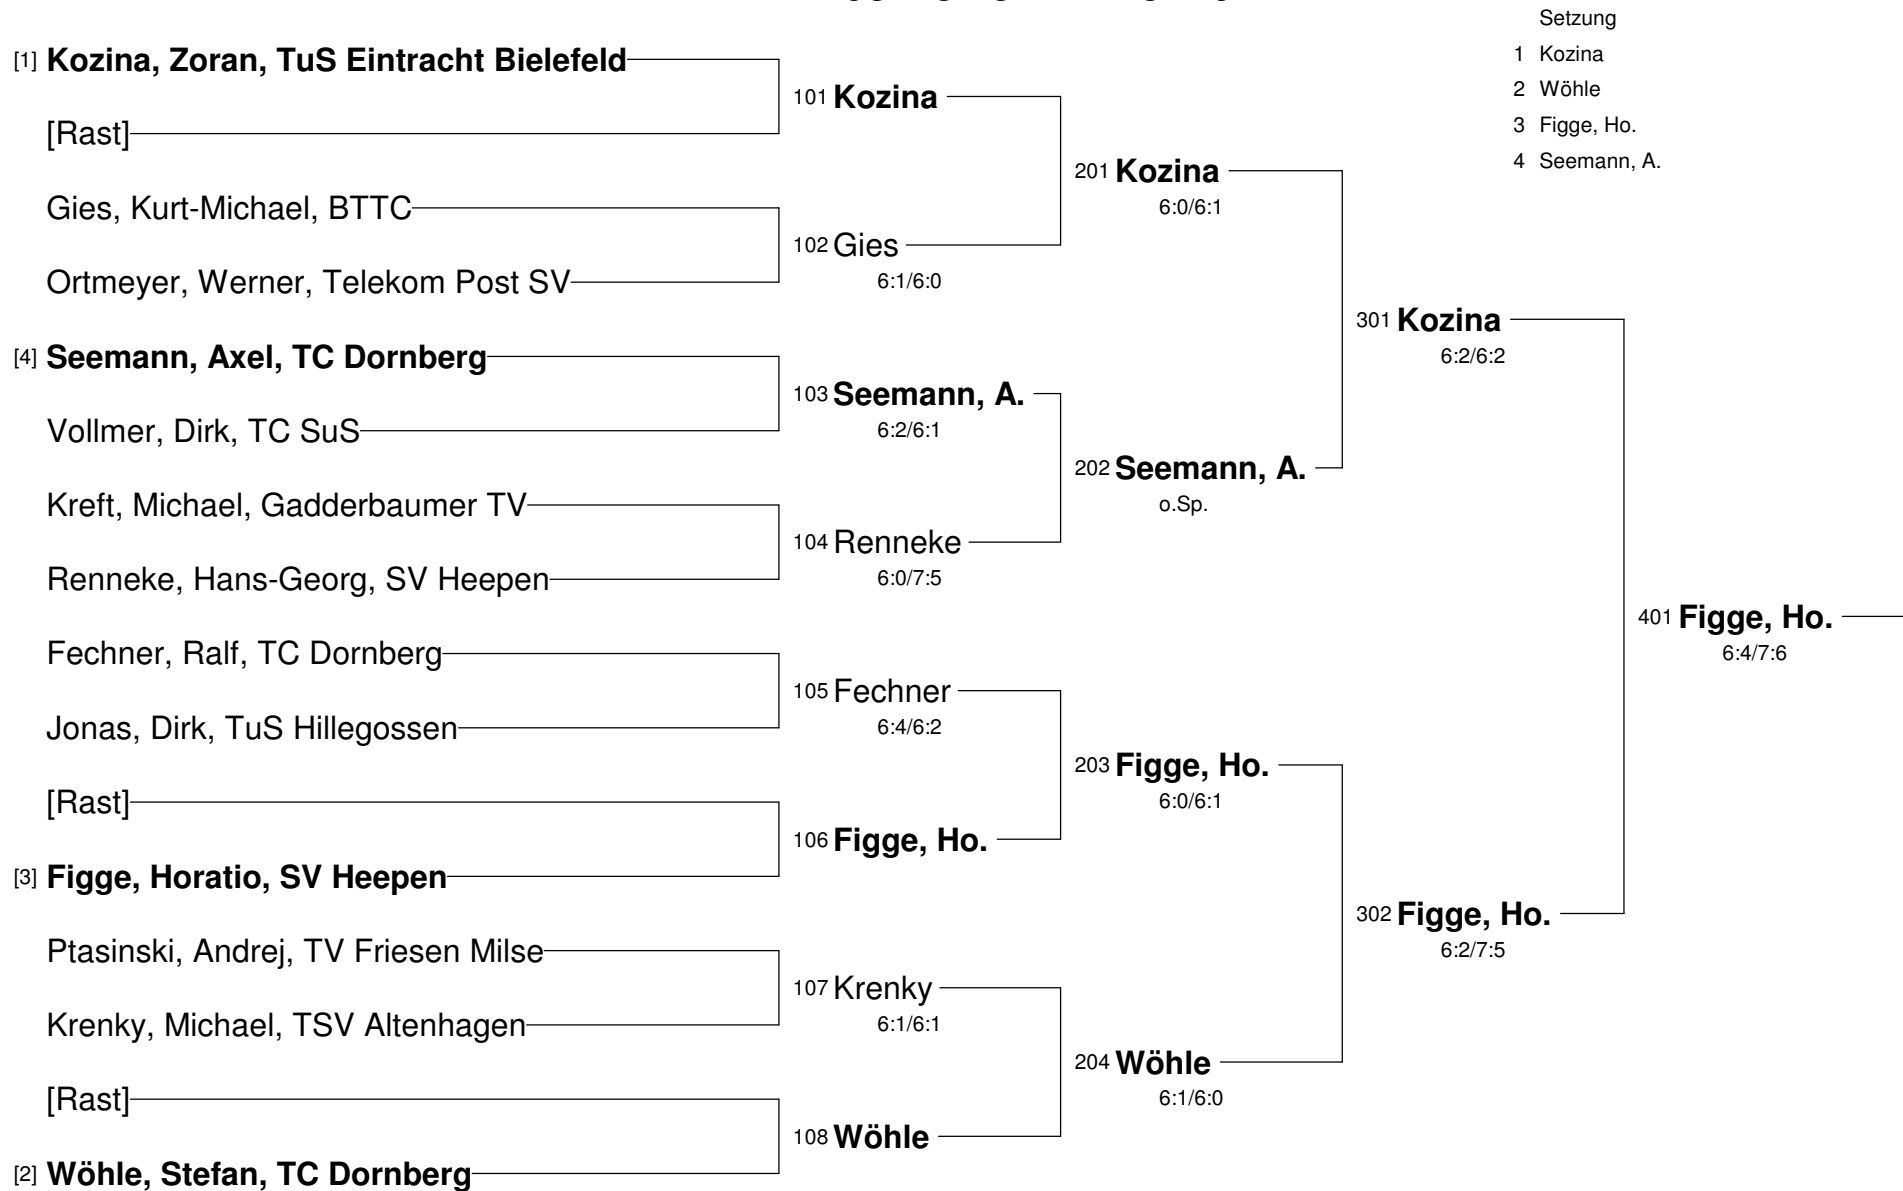 Setzung
1 Kozina
2 Wöhle
3 Figge, Ho.
4 Seemann, A.
[1] Kozina, Zoran, TuS Eintracht Bielefeld
[Rast]
Gies, Kurt-Michael, BTTC
Ortmeyer, Werner, Telekom Post SV
[4] Seemann, Axel, TC Dornberg
Vollmer, Dirk, TC SuS
Kreft, Michael, Gadderbaumer TV
Renneke, Hans-Georg, SV Heepen
Fechner, Ralf, TC Dornberg
Jonas, Dirk, TuS Hillegossen
[Rast]
[3] Figge, Horatio, SV Heepen
Ptasinski, Andrej, TV Friesen Milse
Krenky, Michael, TSV Altenhagen
[Rast]
[2] Wöhle, Stefan, TC Dornberg
101 Kozina
102 Gies
6:1/6:0
103 Seemann, A.
6:2/6:1
104 Renneke
6:0/7:5
105 Fechner
6:4/6:2
106 Figge, Ho.
107 Krenky
6:1/6:1
108 Wöhle
201 Kozina
6:0/6:1
202 Seemann, A.
o.Sp.
203 Figge, Ho.
6:0/6:1
204 Wöhle
6:1/6:0
301 Kozina
6:2/6:2
302 Figge, Ho.
6:2/7:5
401 Figge, Ho.
6:4/7:6